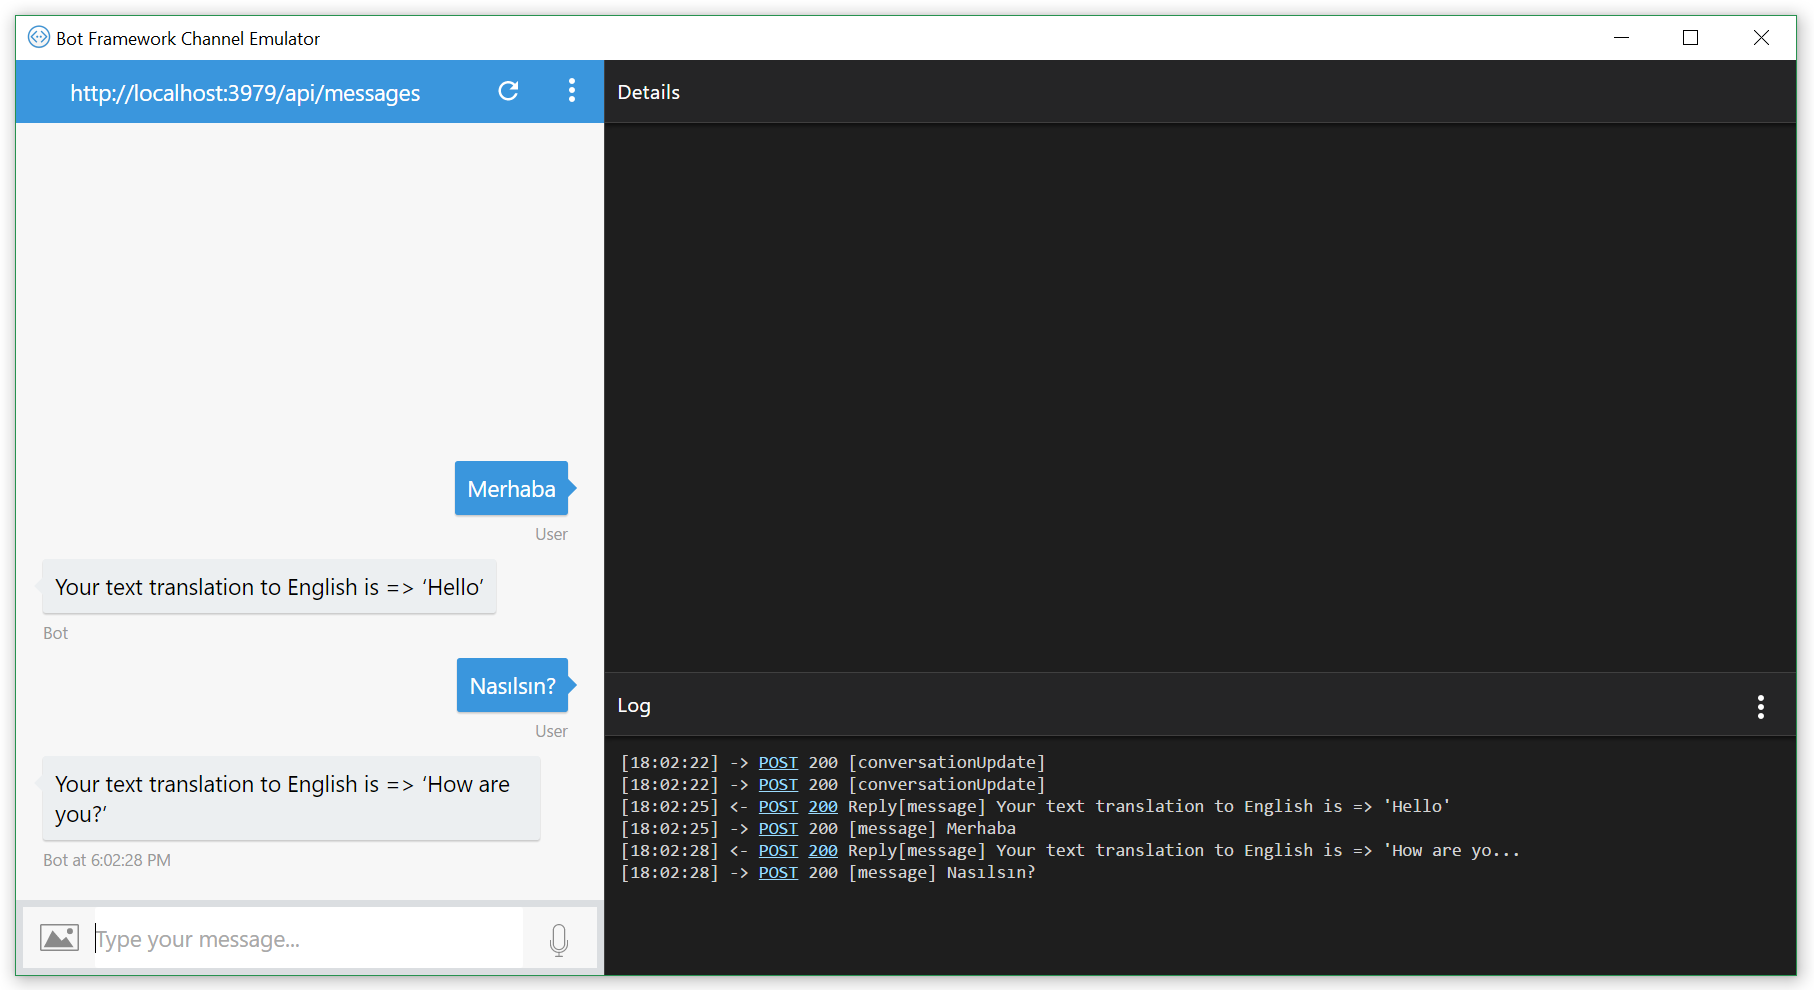 Bot Framework Channel Emulator
http://localhost:3979/api/messages
Merhaba
User
Your text translation to English is => ‘Hello’
Bot
Nasılsın?
User
Your text translation to English is => ‘How are
you?’
Bot at 6:02:28 PM
Type your message...
Details
Log
[18:02:22] -> POST 200 [conversationUpdate]
[18:02:22] -> POST 200 [conversationUpdate]
[18:02:25] <- POST 200 Reply[message] Your text translation to English is => 'Hello'
[18:02:25] -> POST 200 [message] Merhaba
[18:02:28] <- POST 200 Reply[message] Your text translation to English is => 'How are yo...
[18:02:28] -> POST 200 [message] Nasılsın?